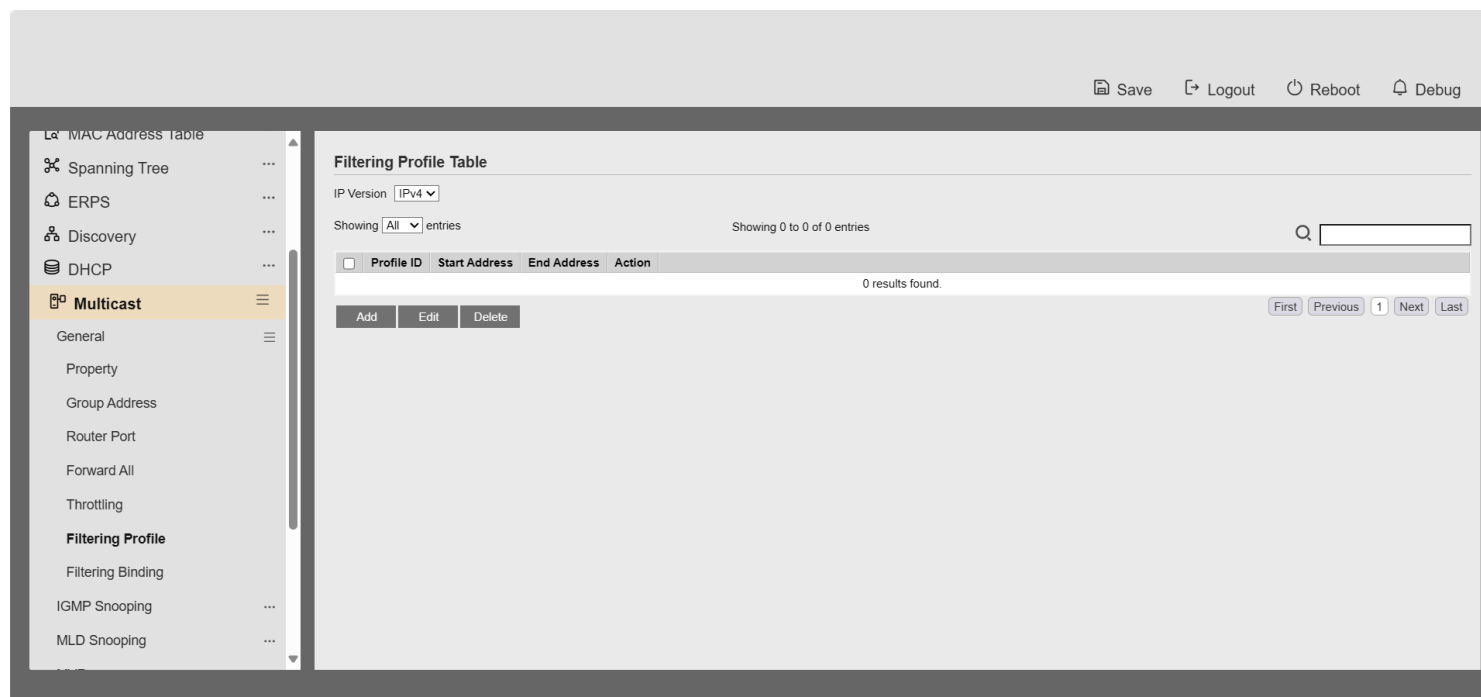 Save Logout Reboot Debug
MAC Address Table
Spanning Tree ...
ERPS ...
Discovery ...
DHCP ...
Multicast
General
Property
Group Address
Router Port
Forward All
Throttling
Filtering Profile
Filtering Binding
IGMP Snooping ...
MLD Snooping ...
Filtering Profile Table
IP Version IPv4
Showing All entries Showing 0 to 0 of 0 entries
Profile ID Start Address End Address Action
0 results found.
Add Edit Delete First Previous 1 Next Last